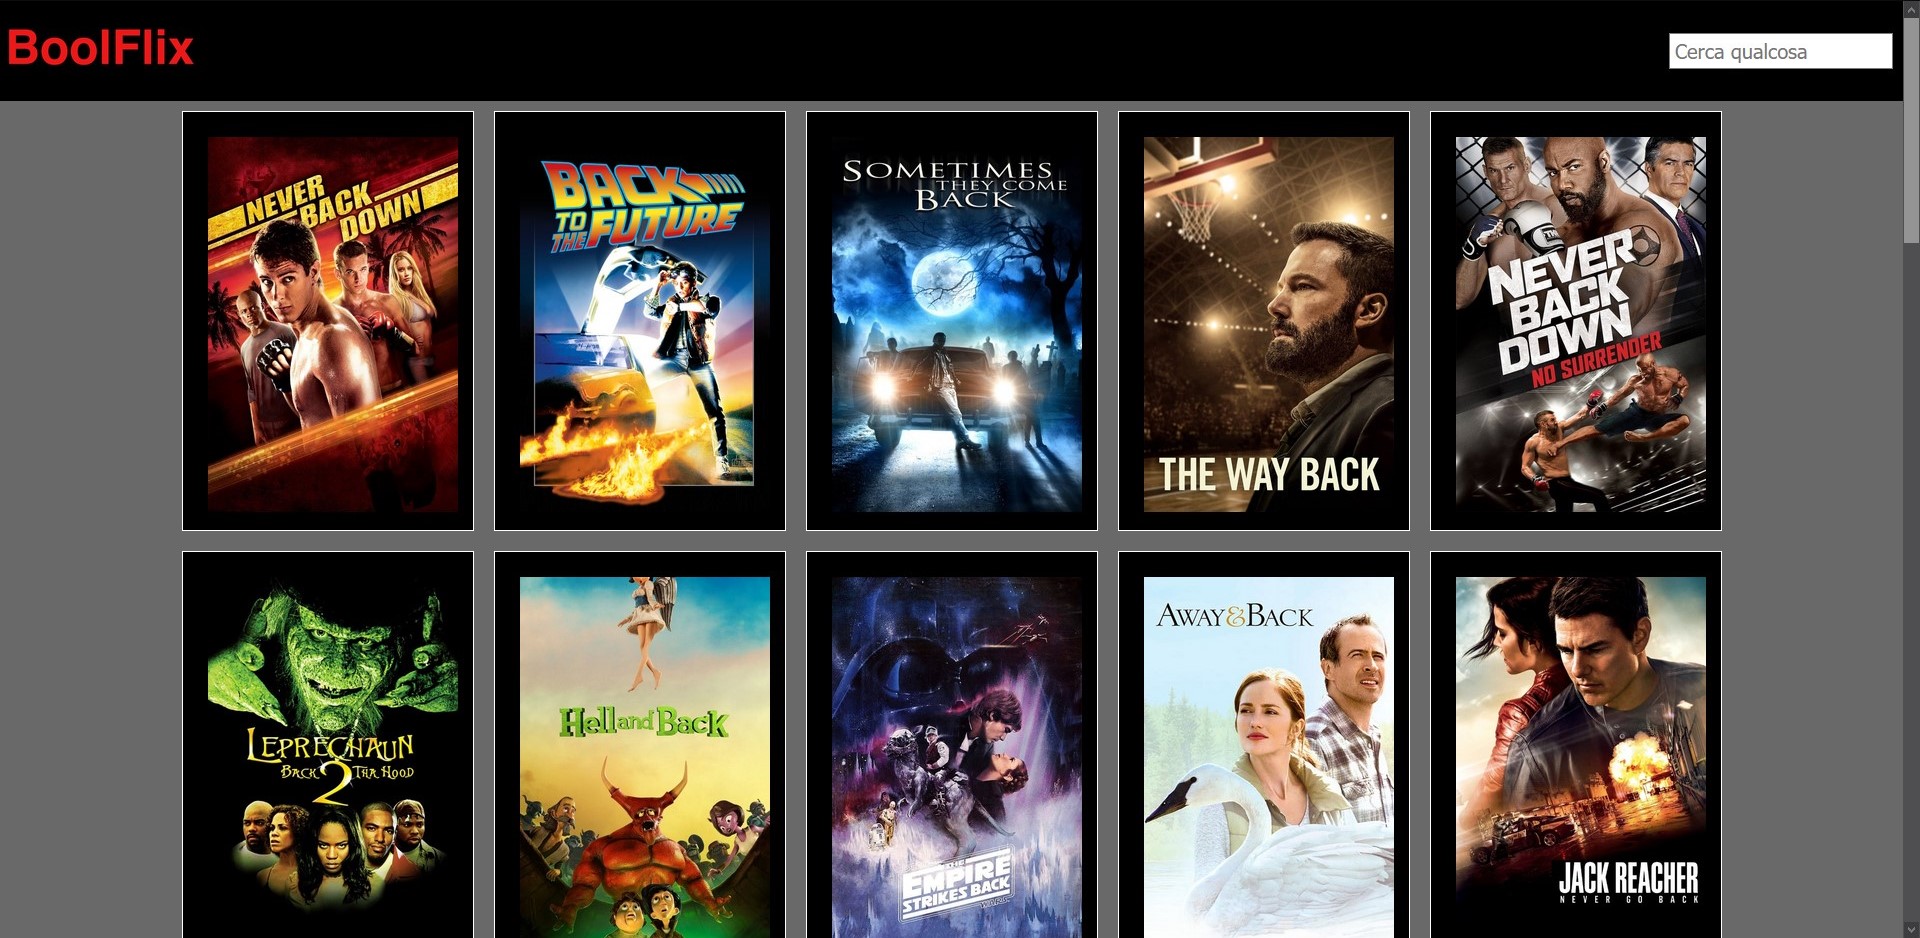 BoolFlix
Cerca qualcosa
NEVER
BACK
DOWN
BACK
TO
THE FUTURE
SOMETIMES
THEY COME
BACK
THE WAY BACK
NEVER
BACK
DOWN
NO SURRENDER
LEPRECHAUN
BACK 2 THA HOOD
Hell and Back
THE
EMPIRE
STRIKES BACK
AWAY & BACK
JACK REACHER
NEVER GO BACK